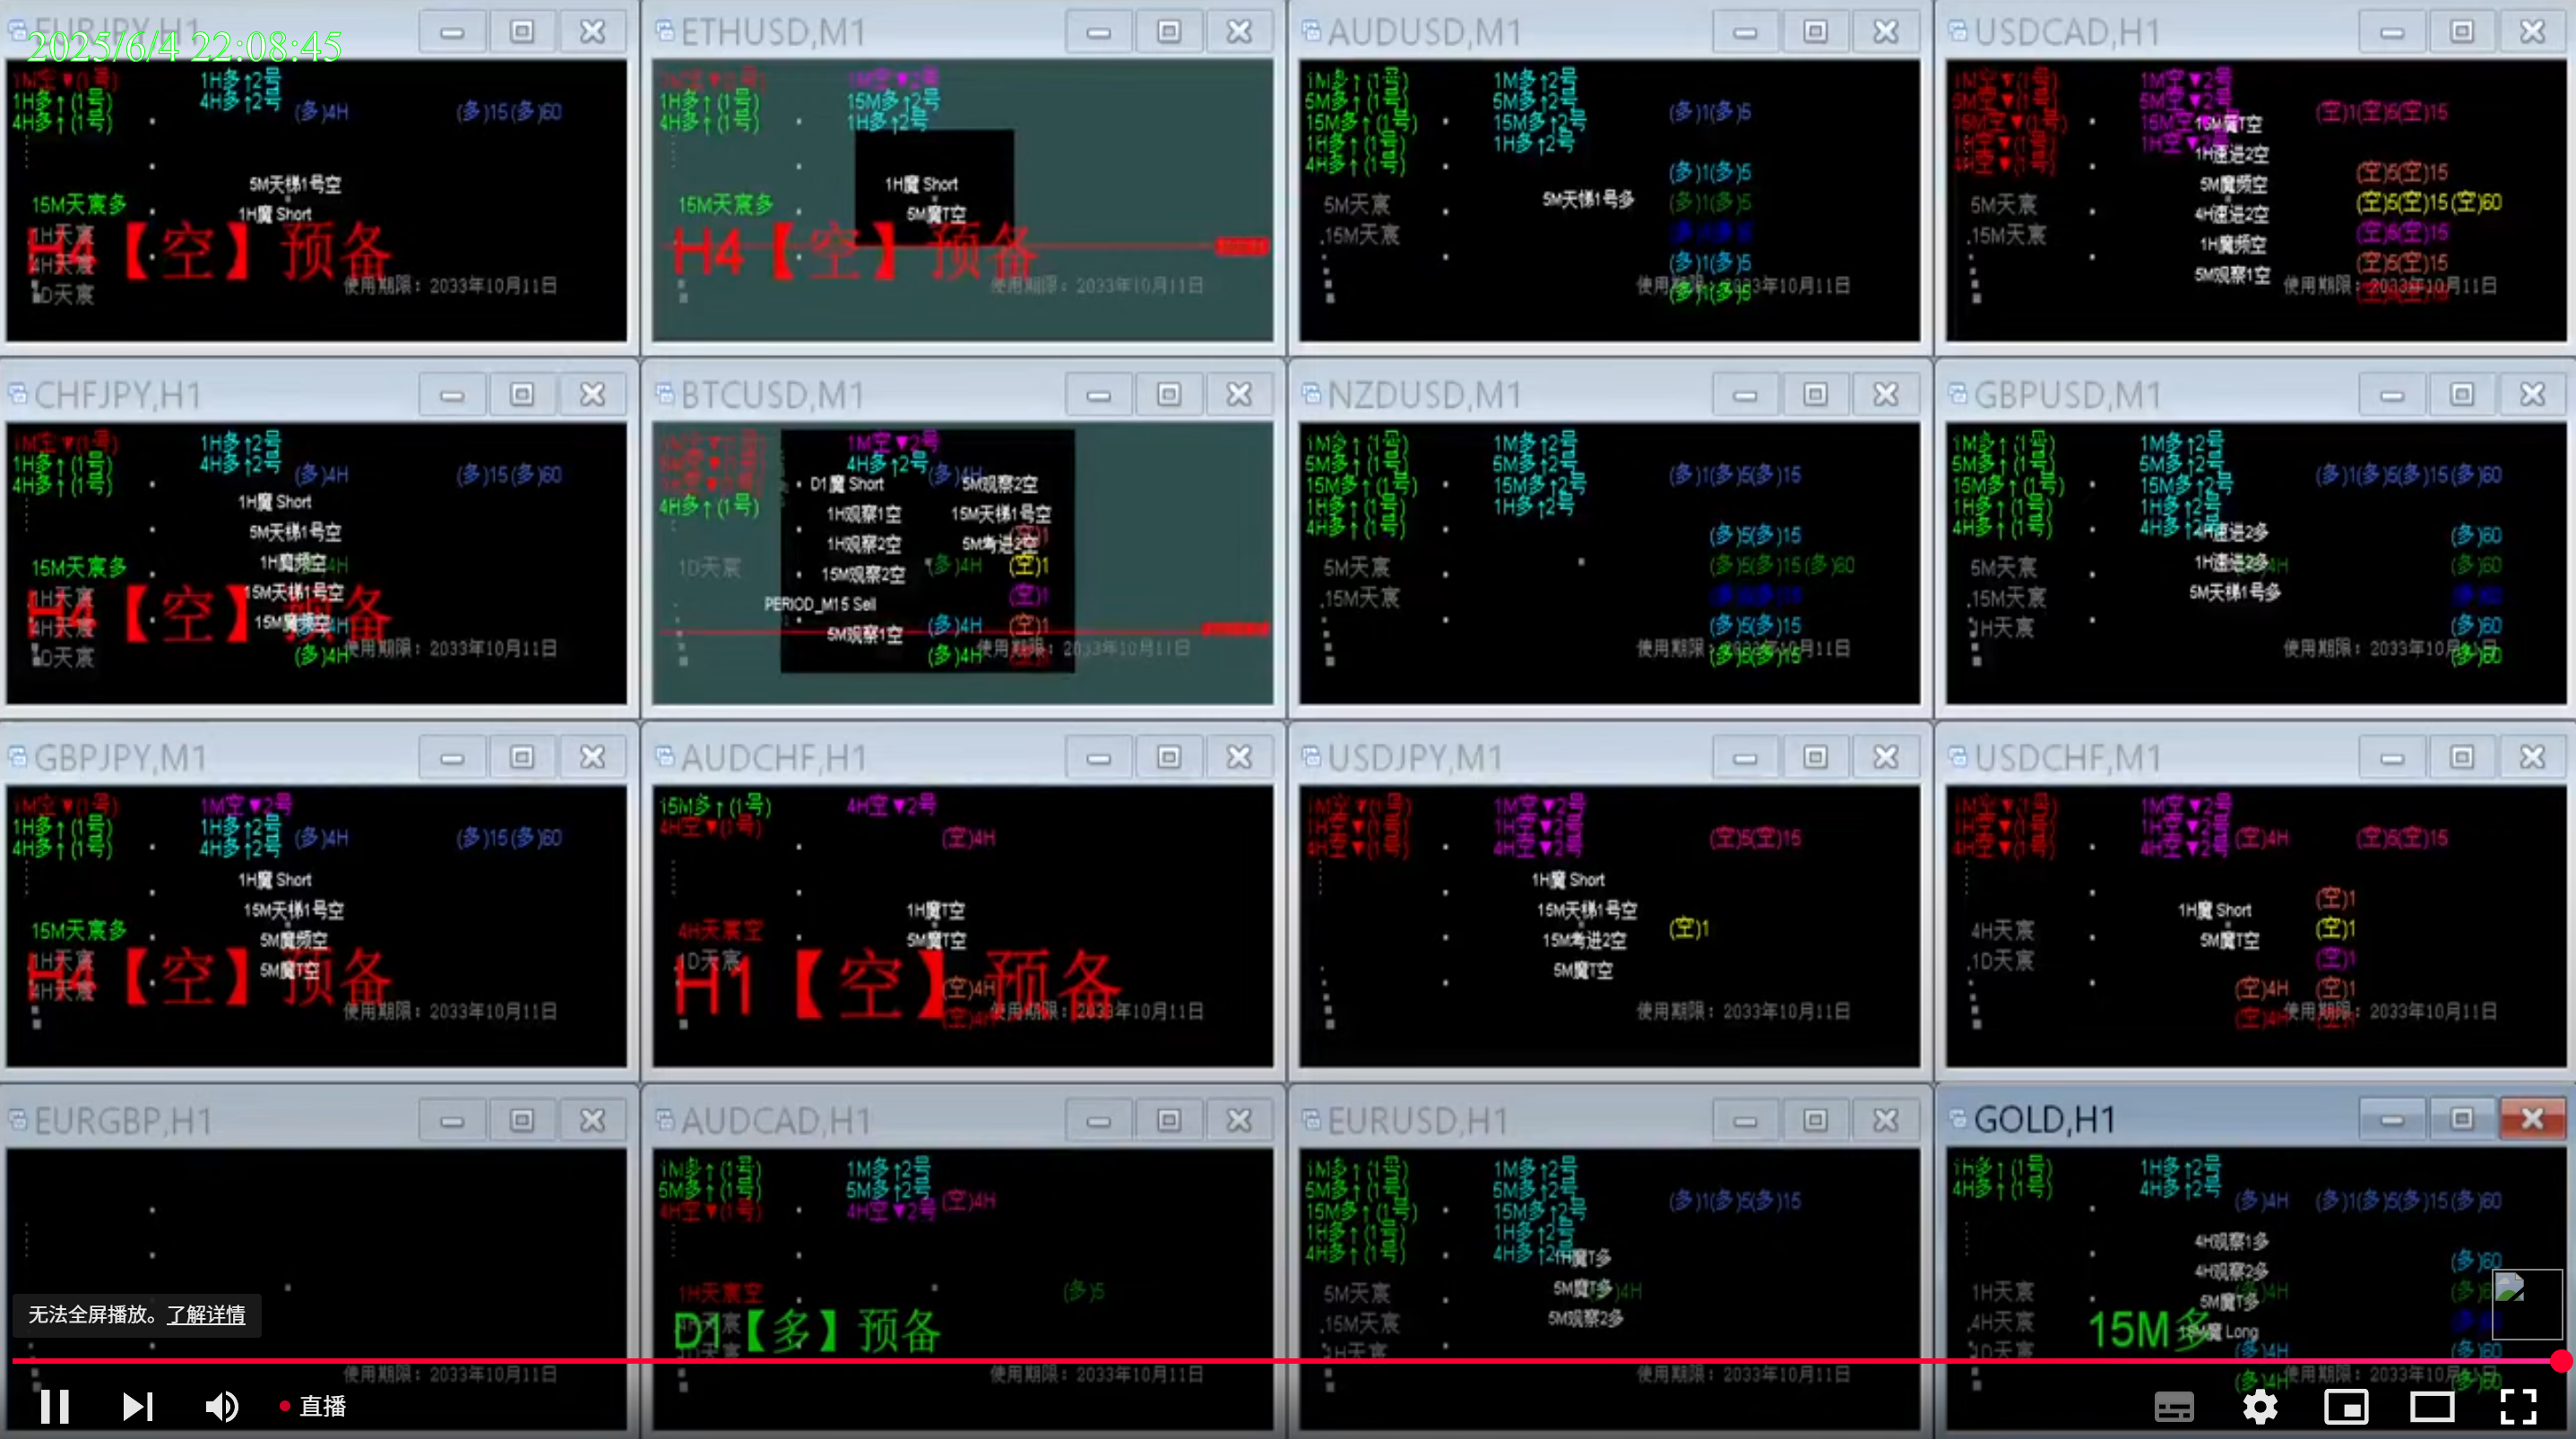 2025/6/4 22:08:45
EURJPY,H1
1M空▼(1号)
1H多↑(1号)
4H多↑(1号)
1H多↑2号
4H多↑2号
(多)4H
(多)15(多)60
5M天梯1号空
1H魔 Short
15M天宸多
1H天宸
4H天宸
1D天宸
H4【空】预备
使用期限：2033年10月11日
ETHUSD,M1
1H多↑(1号)
4H多↑(1号)
1M空▼2号
15M多↑2号
1H多↑2号
1H魔 Short
5M魔T空
15M天宸多
H4【空】预备
使用期限：2033年10月11日
AUDUSD,M1
1M多↑(1号)
5M多↑(1号)
15M多↑(1号)
1H多↑(1号)
4H多↑(1号)
1M多↑2号
5M多↑2号
15M多↑2号
1H多↑2号
(多)1(多)5
(多)1(多)5
(多)1(多)5
(多)1(多)5
(多)1(多)5
5M天梯1号多
5M天宸
15M天宸
使用期限：2033年10月11日
USDCAD,H1
1M空▼(1号)
5M空▼(1号)
15M空▼(1号)
1H空▼(1号)
4H空▼(1号)
1M空▼2号
5M空▼2号
15M空▼2号
1H空▼2号
(空)1(空)5(空)15
15M魔T空
1H速进2空
5M魔频空
4H速进2空
1H魔频空
5M观察1空
(空)5(空)15
(空)5(空)15(空)60
(空)5(空)15
(空)5(空)15
5M天宸
15M天宸
使用期限：2033年10月11日
CHFJPY,H1
1M空▼(1号)
1H多↑(1号)
4H多↑(1号)
1H多↑2号
4H多↑2号
(多)4H
(多)15(多)60
1H魔 Short
5M天梯1号空
1H魔频空
15M天梯1号空
15M魔频空
15M天宸多
1H天宸
4H天宸
1D天宸
H4【空】预备
(多)4H
使用期限：2033年10月11日
BTCUSD,M1
4H多↑(1号)
1M空▼2号
4H多↑2号
(多)4H
D1魔 Short
1H观察1空
1H观察2空
15M观察2空
PERIOD_M15 Sell
5M观察1空
5M观察2空
15M天梯1号空
5M考进2空
(多)4H
(空)1
(空)1
(多)4H
(空)1
(多)4H
1D天宸
使用期限：2033年10月11日
NZDUSD,M1
1M多↑(1号)
5M多↑(1号)
15M多↑(1号)
1H多↑(1号)
4H多↑(1号)
1M多↑2号
5M多↑2号
15M多↑2号
1H多↑2号
(多)1(多)5(多)15
(多)5(多)15
(多)5(多)15(多)60
(多)5(多)15
(多)5(多)15
5M天宸
15M天宸
使用期限：2033年10月11日
GBPUSD,M1
1M多↑(1号)
5M多↑(1号)
15M多↑(1号)
1H多↑(1号)
4H多↑(1号)
1M多↑2号
5M多↑2号
15M多↑2号
1H多↑2号
4H多↑2号
(多)1(多)5(多)15(多)60
4H速进2多
1H速进2多
5M天梯1号多
(多)60
(多)60
(多)60
(多)60
5M天宸
15M天宸
1H天宸
使用期限：2033年10月11日
GBPJPY,M1
1M空▼(1号)
1H多↑(1号)
4H多↑(1号)
1M空▼2号
1H多↑2号
4H多↑2号
(多)4H
(多)15(多)60
1H魔 Short
15M天梯1号空
5M魔频空
5M魔T空
15M天宸多
1H天宸
4H天宸
H4【空】预备
使用期限：2033年10月11日
AUDCHF,H1
15M多↑(1号)
4H空▼(1号)
4H空▼2号
(空)4H
1H魔T空
5M魔T空
4H天宸空
1D天宸
H1【空】预备
(空)4H
(空)4H
使用期限：2033年10月11日
USDJPY,M1
1M空▼(1号)
1H空▼(1号)
4H空▼(1号)
1M空▼2号
1H空▼2号
4H空▼2号
(空)5(空)15
1H魔 Short
15M天梯1号空
15M考进2空
5M魔T空
(空)1
使用期限：2033年10月11日
USDCHF,M1
1M空▼(1号)
1H空▼(1号)
4H空▼(1号)
1M空▼2号
1H空▼2号
4H空▼2号
(空)4H
(空)5(空)15
1H魔 Short
5M魔T空
(空)1
(空)1
(空)1
(空)4H
(空)1
(空)4H
4H天宸
1D天宸
使用期限：2033年10月11日
EURGBP,H1
使用期限：2033年10月11日
AUDCAD,H1
1M多↑(1号)
5M多↑(1号)
4H空▼(1号)
1M多↑2号
5M多↑2号
4H空▼2号
(空)4H
(多)5
1H天宸空
D1【多】预备
使用期限：2033年10月11日
EURUSD,H1
1M多↑(1号)
5M多↑(1号)
15M多↑(1号)
1H多↑(1号)
4H多↑(1号)
1M多↑2号
5M多↑2号
15M多↑2号
1H多↑2号
4H多↑2号
(多)1(多)5(多)15
1H魔T多
5M魔T多
5M观察2多
5M天宸
15M天宸
1H天宸
使用期限：2033年10月11日
GOLD,H1
1H多↑(1号)
4H多↑(1号)
1H多↑2号
4H多↑2号
(多)4H
(多)1(多)5(多)15(多)60
4H观察1多
4H观察2多
5M魔T多
15M魔 Long
(多)60
(多)4H
(多)60
(多)4H
(多)60
1H天宸
4H天宸
1D天宸
15M多
使用期限：2033年10月11日
无法全屏播放。了解详情
直播